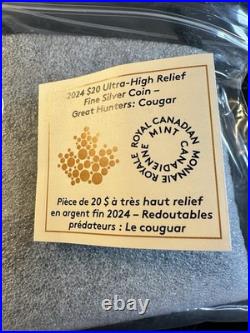 2024 $20 Ultra-High Relief
Fine Silver Coin –
Great Hunters: Cougar
ROYAL CANADIAN MINT
MONNAIE ROYALE CANADIENNE
Pièce de 20 $ à très haut relief
en argent fin 2024 – Redoutables
prédateurs : Le couguar